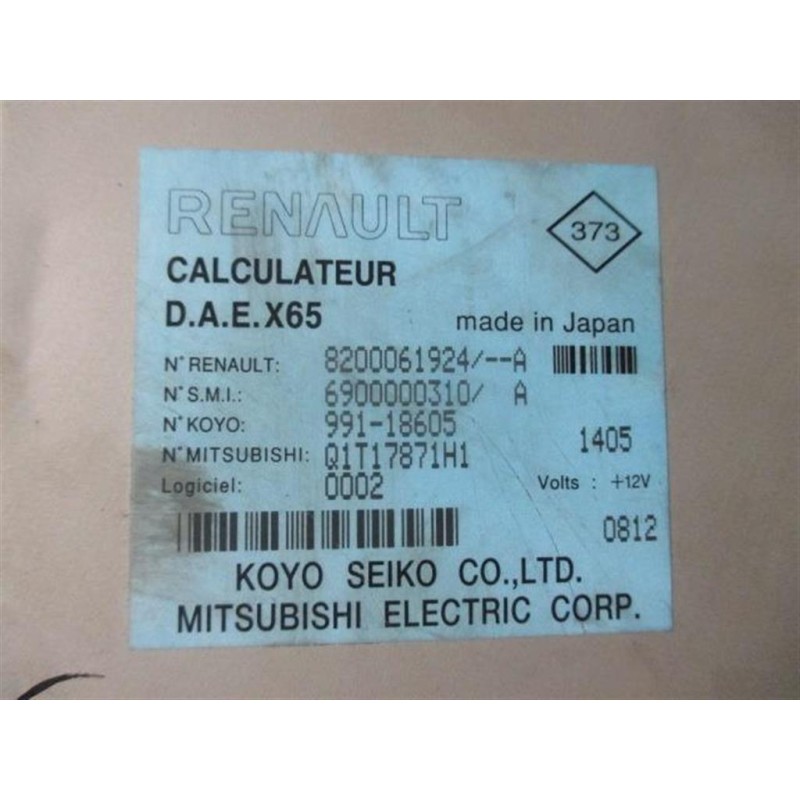 RENAULT
373
CALCULATEUR
D.A.E.X65
made in Japan
N° RENAULT: 8200061924/--A
N° S.M.I.: 6900000310/ A
N° KOYO: 991-18605
1405
N° MITSUBISHI: Q1T17871H1
Logiciel: 0002
Volts : +12V
0812
KOYO SEIKO CO.,LTD.
MITSUBISHI ELECTRIC CORP.